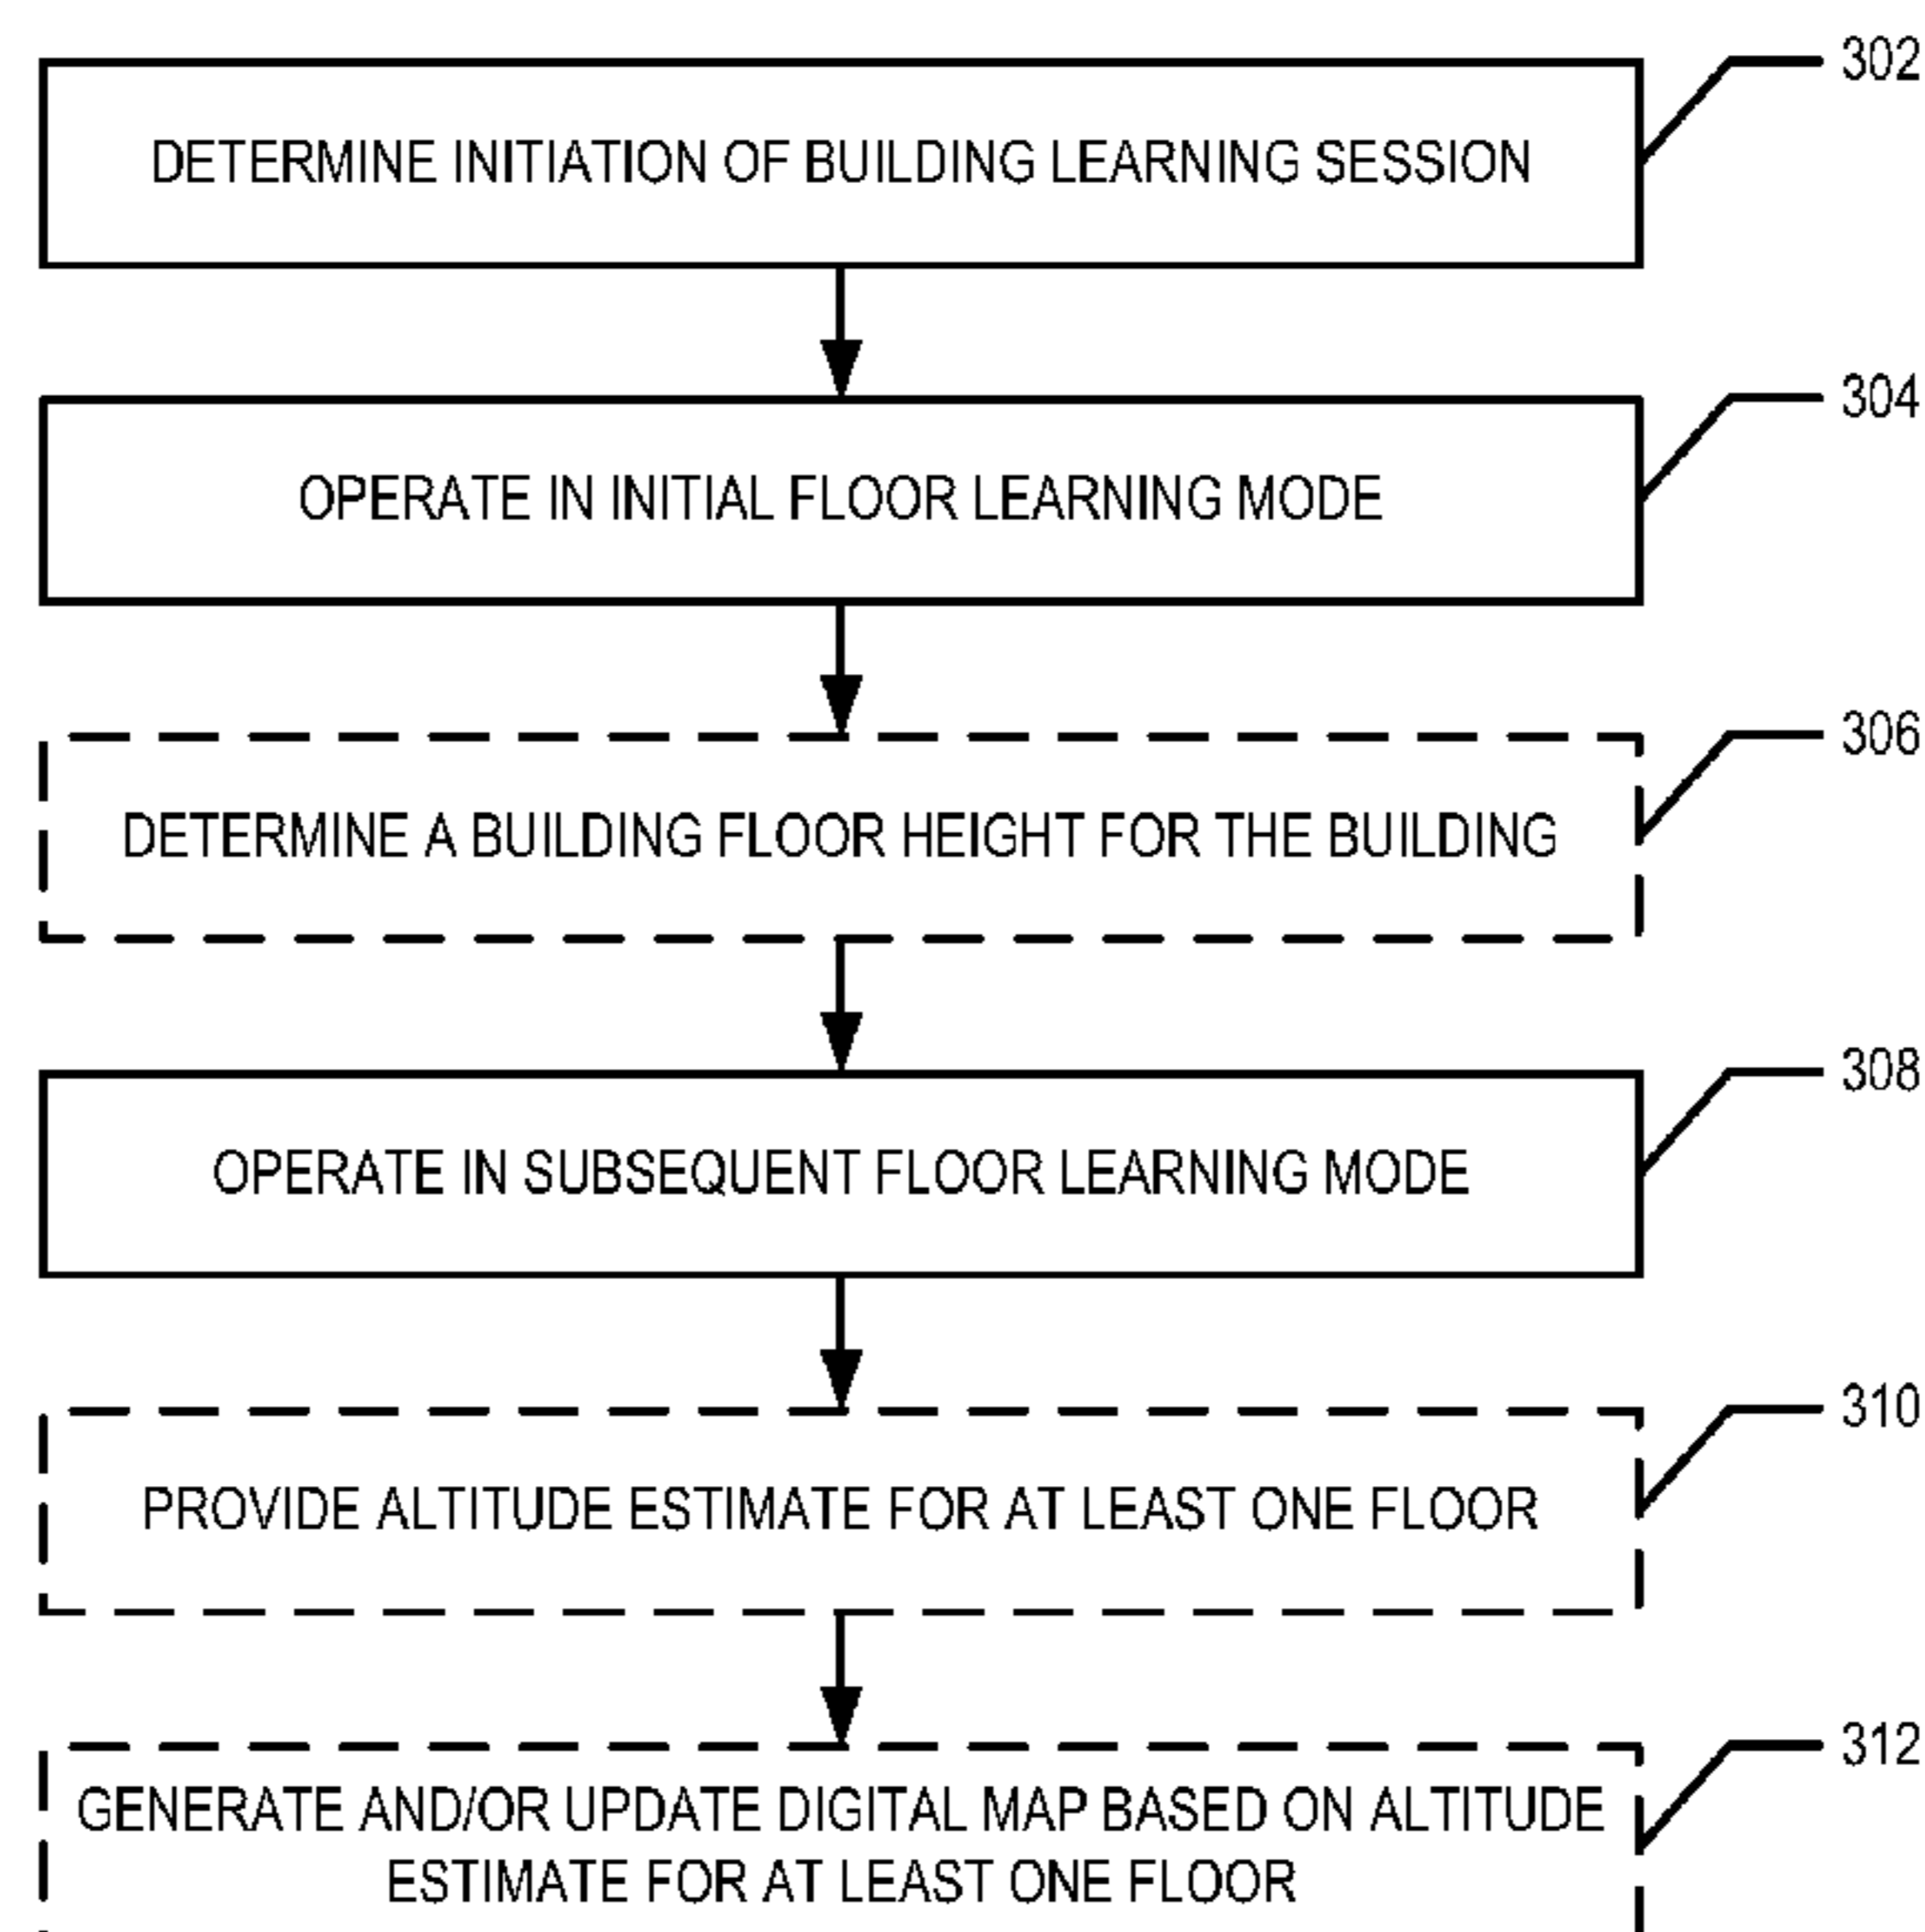 302
DETERMINE INITIATION OF BUILDING LEARNING SESSION
304
OPERATE IN INITIAL FLOOR LEARNING MODE
306
DETERMINE A BUILDING FLOOR HEIGHT FOR THE BUILDING
308
OPERATE IN SUBSEQUENT FLOOR LEARNING MODE
310
PROVIDE ALTITUDE ESTIMATE FOR AT LEAST ONE FLOOR
312
GENERATE AND/OR UPDATE DIGITAL MAP BASED ON ALTITUDE
ESTIMATE FOR AT LEAST ONE FLOOR